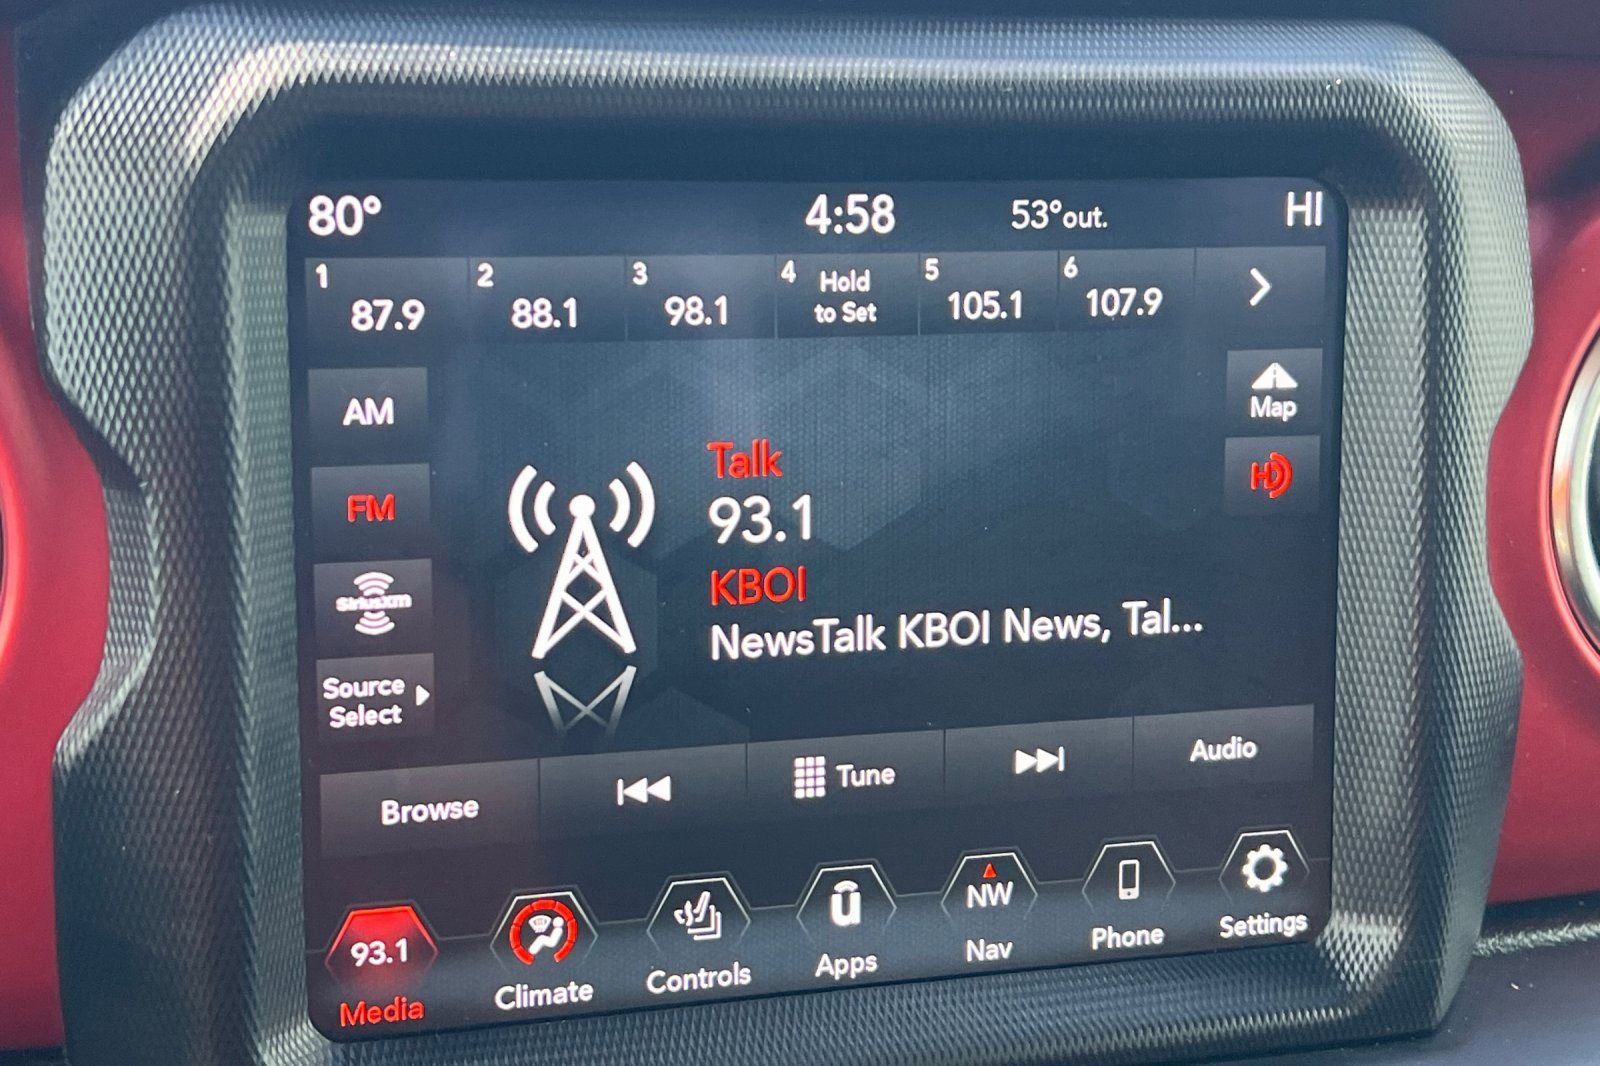 80° 4:58 53°out. HI
1 87.9 2 88.1 3 98.1 4 Hold to Set 5 105.1 6 107.9
AM
FM
SiriusXM
Source
Select
Talk
93.1
KBOI
NewsTalk KBOI News, Tal...
Map
HD
Browse Tune Audio
93.1 NW
Media Climate Controls Apps Nav Phone Settings